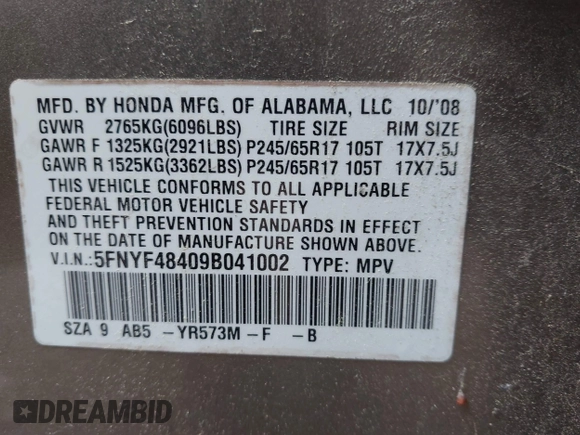 MFD. BY HONDA MFG. OF ALABAMA, LLC 10/'08
GVWR 2765KG(6096LBS) TIRE SIZE RIM SIZE
GAWR F 1325KG(2921LBS) P245/65R17 105T 17X7.5J
GAWR R 1525KG(3362LBS) P245/65R17 105T 17X7.5J
THIS VEHICLE CONFORMS TO ALL APPLICABLE
FEDERAL MOTOR VEHICLE SAFETY
AND THEFT PREVENTION STANDARDS IN EFFECT
ON THE DATE OF MANUFACTURE SHOWN ABOVE.
V.I.N.: 5FNYF48409B041002 TYPE: MPV
SZA 9 AB5 -YR573M -F -B
DREAMBID